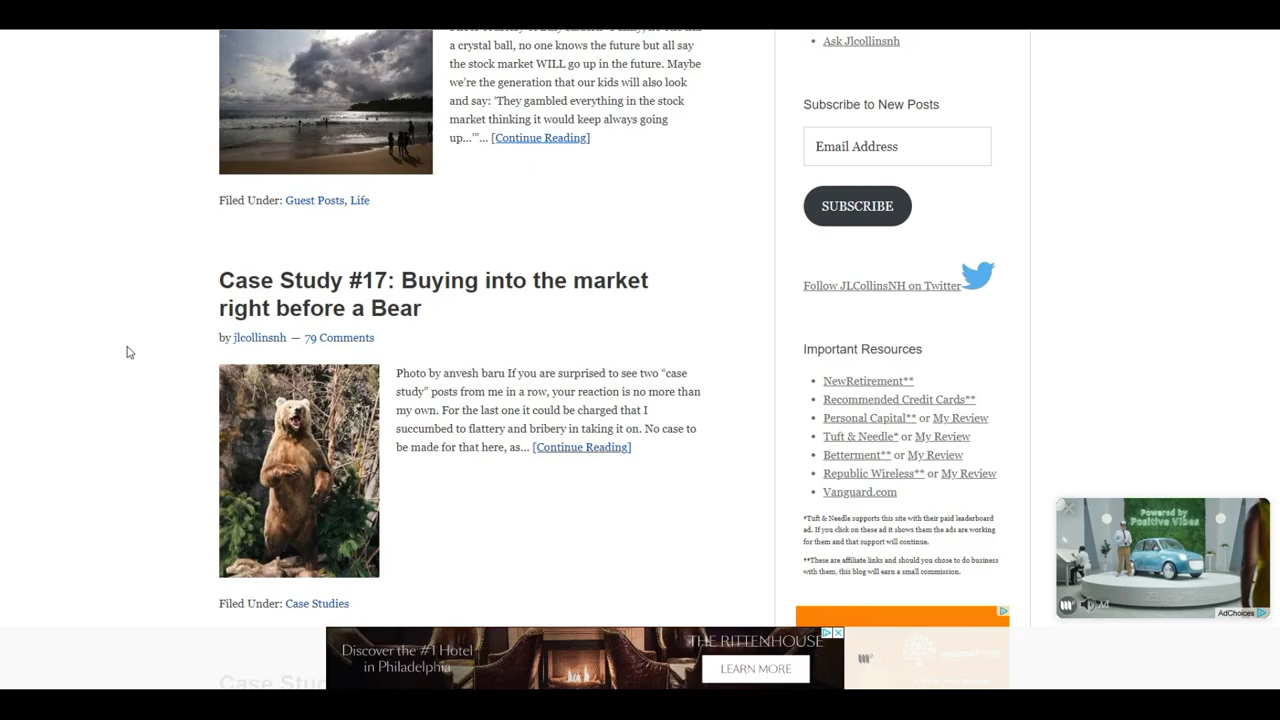 a crystal ball, no one knows the future but all say
the stock market WILL go up in the future. Maybe
we're the generation that our kids will also look
and say: 'They gambled everything in the stock
market thinking it would keep always going
up…'"… [Continue Reading]
Filed Under: Guest Posts, Life
Case Study #17: Buying into the market
right before a Bear
by jlcollinsnh — 79 Comments
Photo by anvesh baru If you are surprised to see two "case
study" posts from me in a row, your reaction is no more than
my own. For the last one it could be charged that I
succumbed to flattery and bribery in taking it on. No case to
be made for that here, as… [Continue Reading]
Filed Under: Case Studies
Ask Jlcollinsnh
Subscribe to New Posts
Email Address
SUBSCRIBE
Follow JLCollinsNH on Twitter
Important Resources
NewRetirement**
Recommended Credit Cards**
Personal Capital** or My Review
Tuft & Needle* or My Review
Betterment** or My Review
Republic Wireless** or My Review
Vanguard.com
*Tuft & Needle supports this site with their paid leaderboard
ad. If you click on these ad it shows them the ads are working
for them and that support will continue.
**These are affiliate links and should you chose to do business
with them, this blog will earn a small commission.
Powered by
Positive Vibes
Ad
AdChoices
Discover the #1 Hotel
in Philadelphia
THE RITTENHOUSE
LEARN MORE
Case Stud